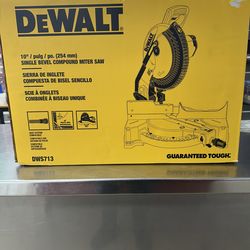 DEWALT
10" / pulg / po. (254 mm)
SINGLE BEVEL COMPOUND MITER SAW
SIERRA DE INGLETE
COMPUESTA DE BISEL SENCILLO
SCIE À ONGLETS
COMBINÉE À BISEAU UNIQUE
DWS713
GUARANTEED TOUGH.